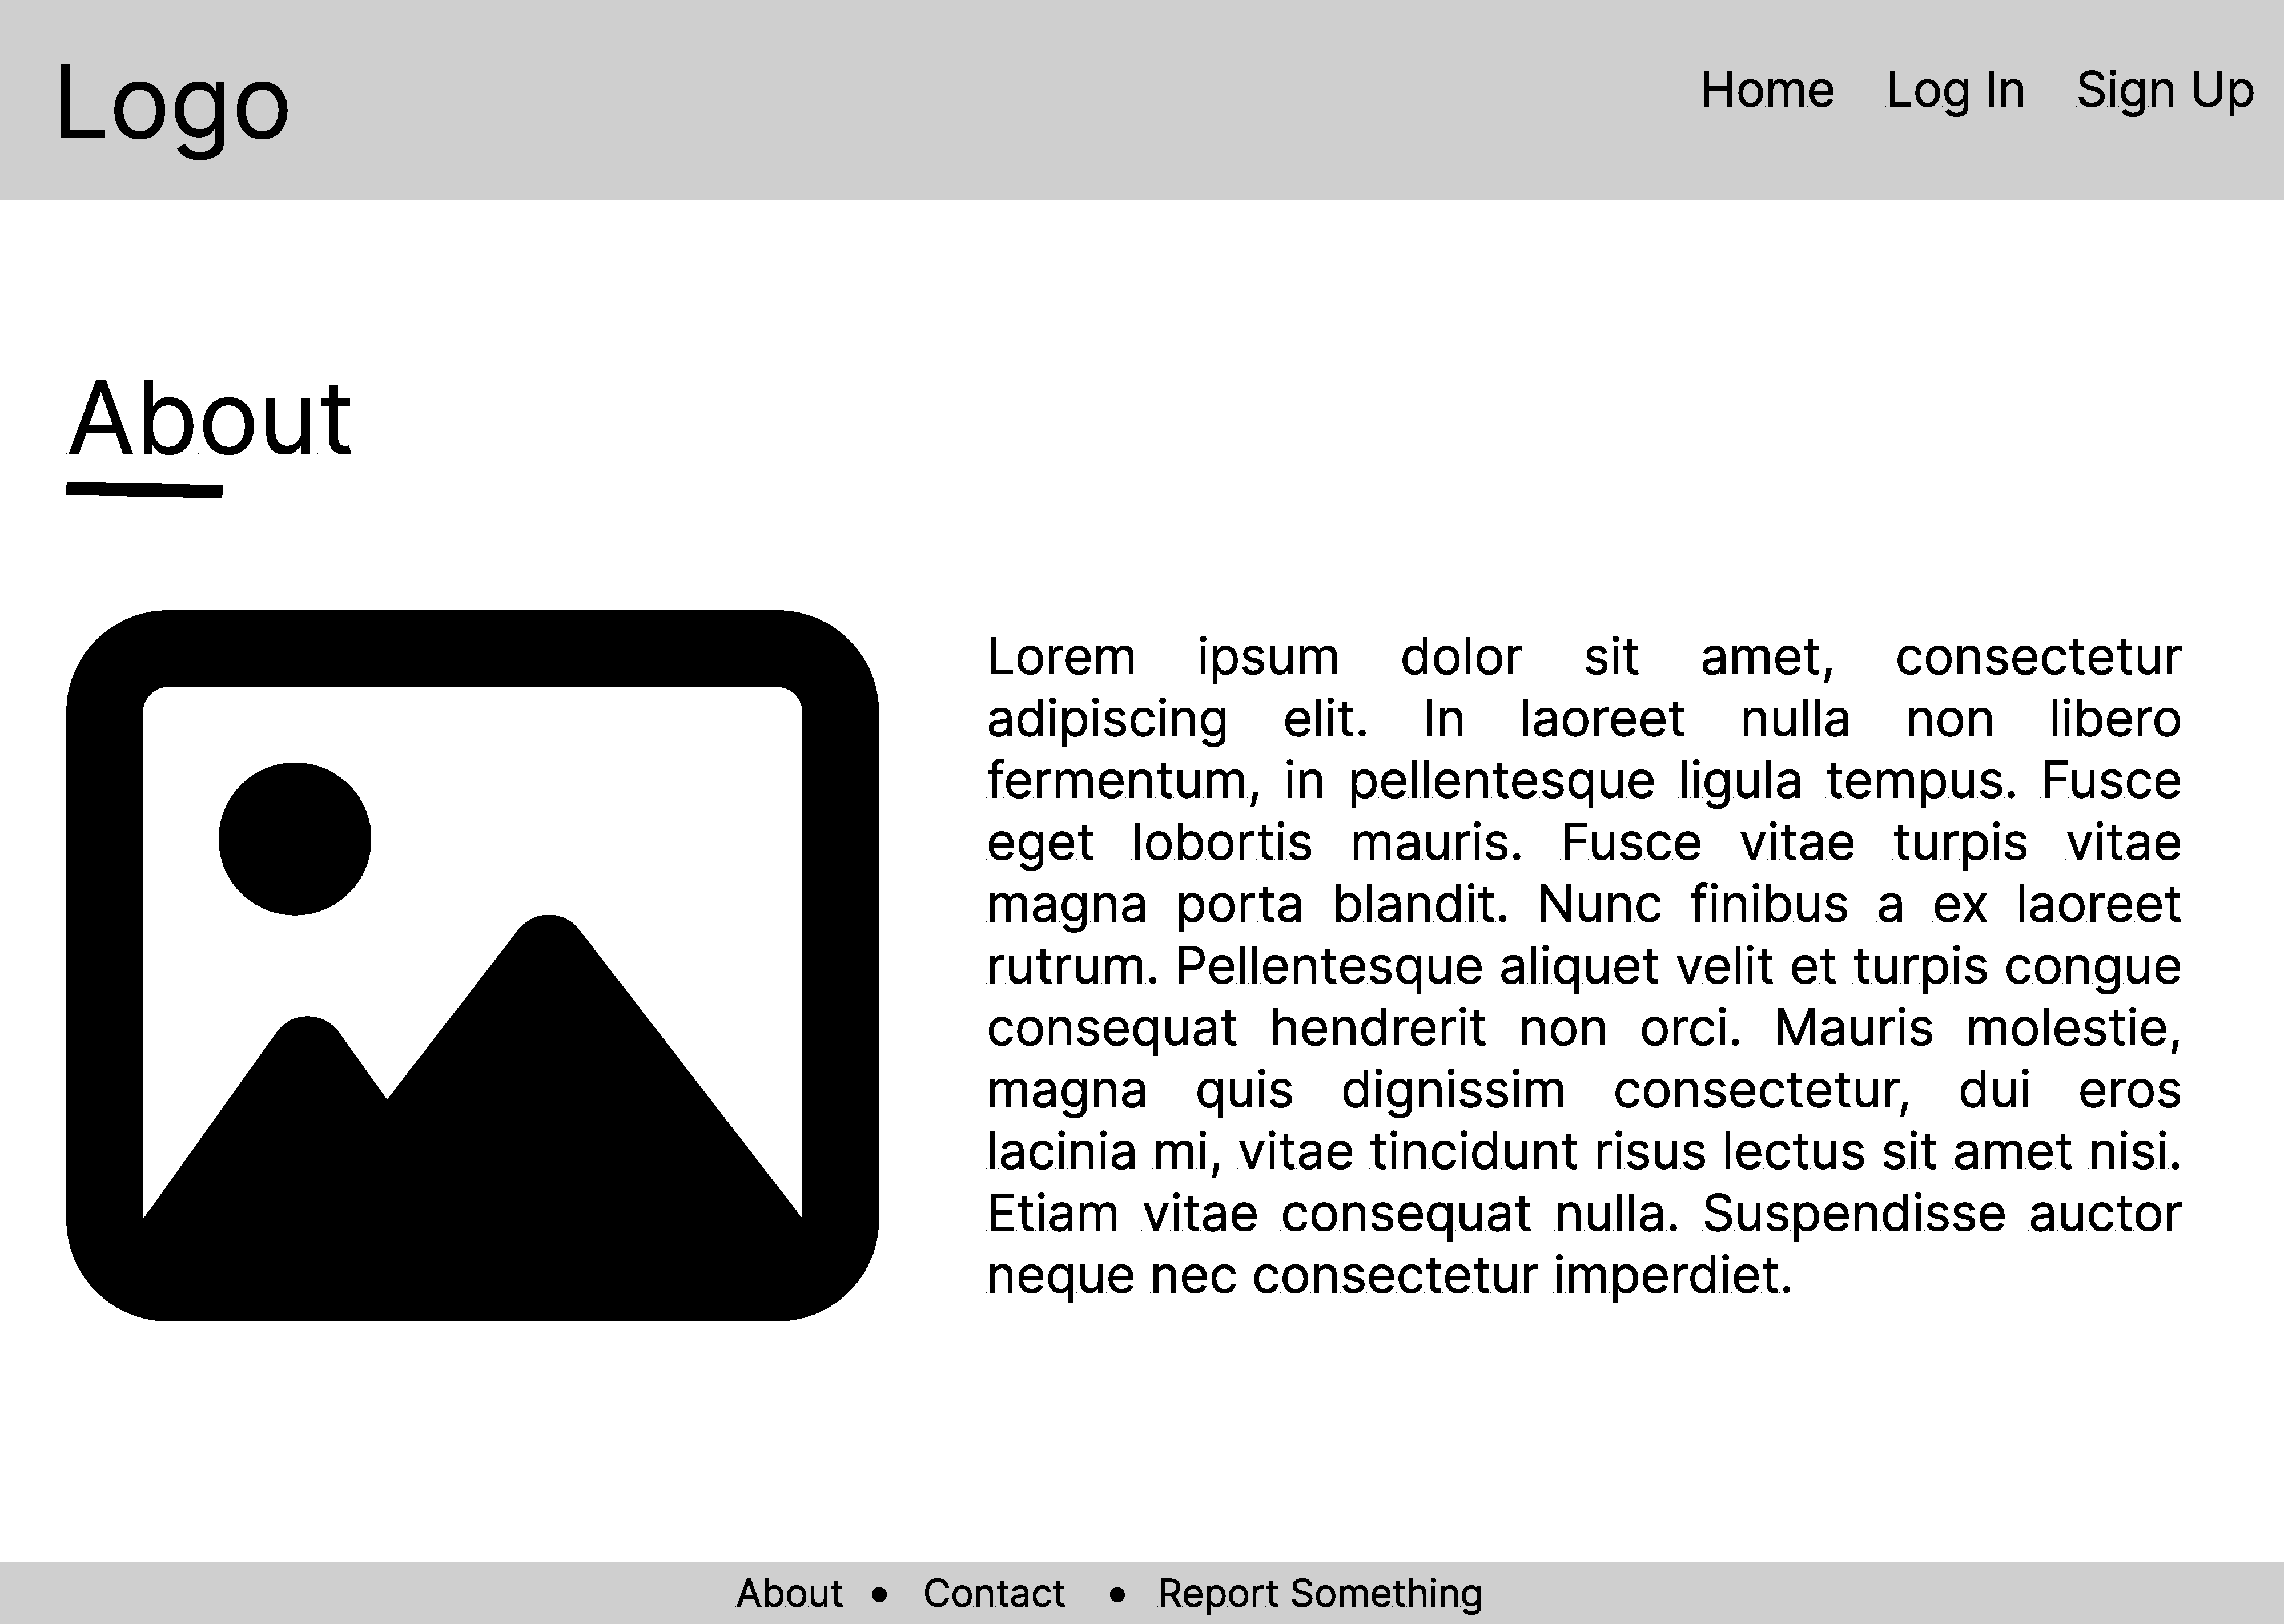 Logo
Home Log In Sign Up
About
Lorem ipsum dolor sit amet, consectetur
adipiscing elit. In laoreet nulla non libero
fermentum, in pellentesque ligula tempus. Fusce
eget lobortis mauris. Fusce vitae turpis vitae
magna porta blandit. Nunc finibus a ex laoreet
rutrum. Pellentesque aliquet velit et turpis congue
consequat hendrerit non orci. Mauris molestie,
magna quis dignissim consectetur, dui eros
lacinia mi, vitae tincidunt risus lectus sit amet nisi.
Etiam vitae consequat nulla. Suspendisse auctor
neque nec consectetur imperdiet.
About • Contact • Report Something